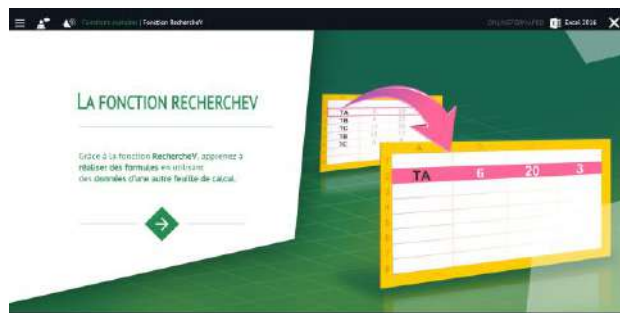 Fonction RechercheV
Excel 2016
LA FONCTION RECHERCHEV
Grâce à la fonction RechercheV, apprenez à
réaliser des formules en utilisant
des données d'une autre feuille de calcul.
TA
TB
TC
TA 6 20 3